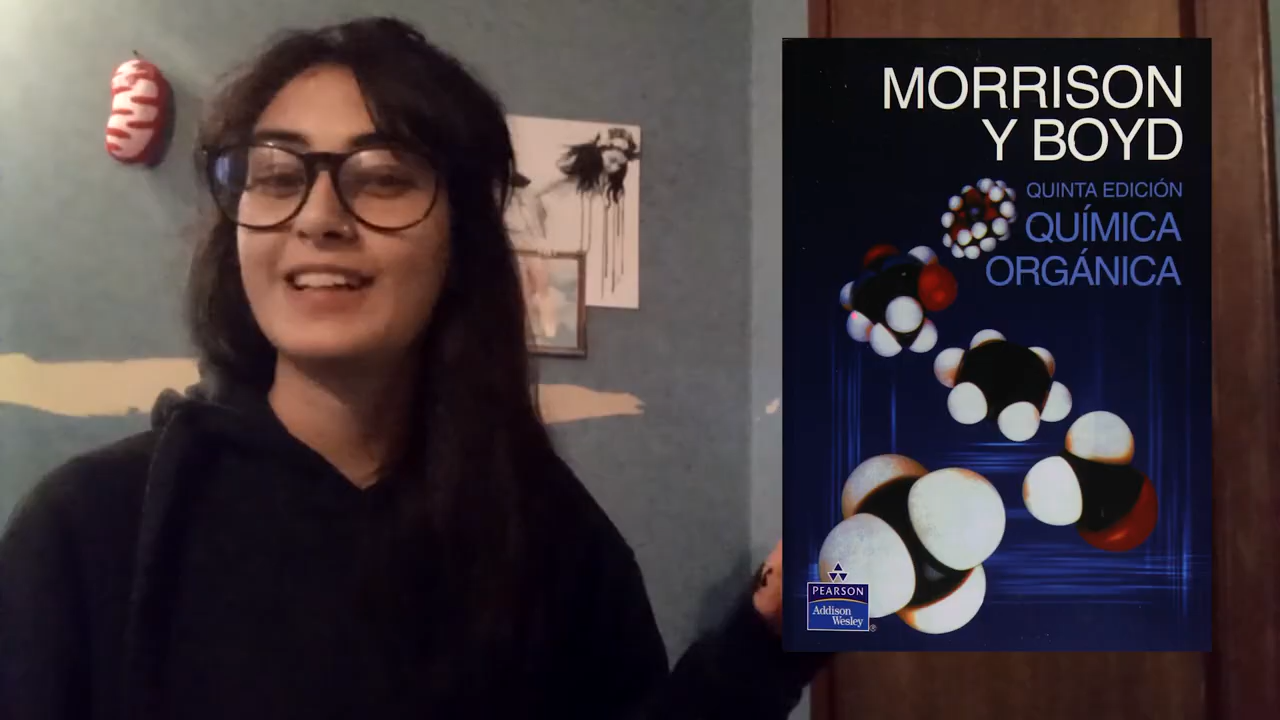 MORRISON
Y BOYD
QUINTA EDICIÓN
QUÍMICA
ORGÁNICA
PEARSON
Addison
Wesley
®